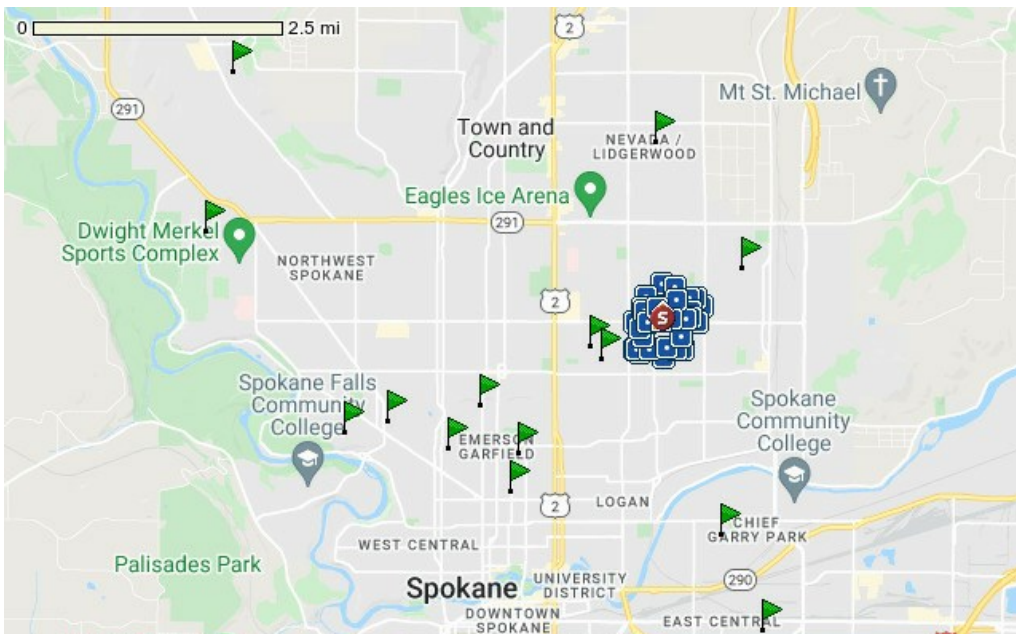 0 2.5 mi
2
291
Mt St. Michael
Town and
Country
NEVADA /
LIDGERWOOD
Eagles Ice Arena
291
Dwight Merkel
Sports Complex
NORTHWEST
SPOKANE
2
S
Spokane Falls
Community
College
Spokane
Community
College
EMERSON
GARFIELD
2
LOGAN
CHIEF
GARRY PARK
WEST CENTRAL
Palisades Park
290
Spokane
UNIVERSITY
DISTRICT
DOWNTOWN
SPOKANE
EAST CENTRAL